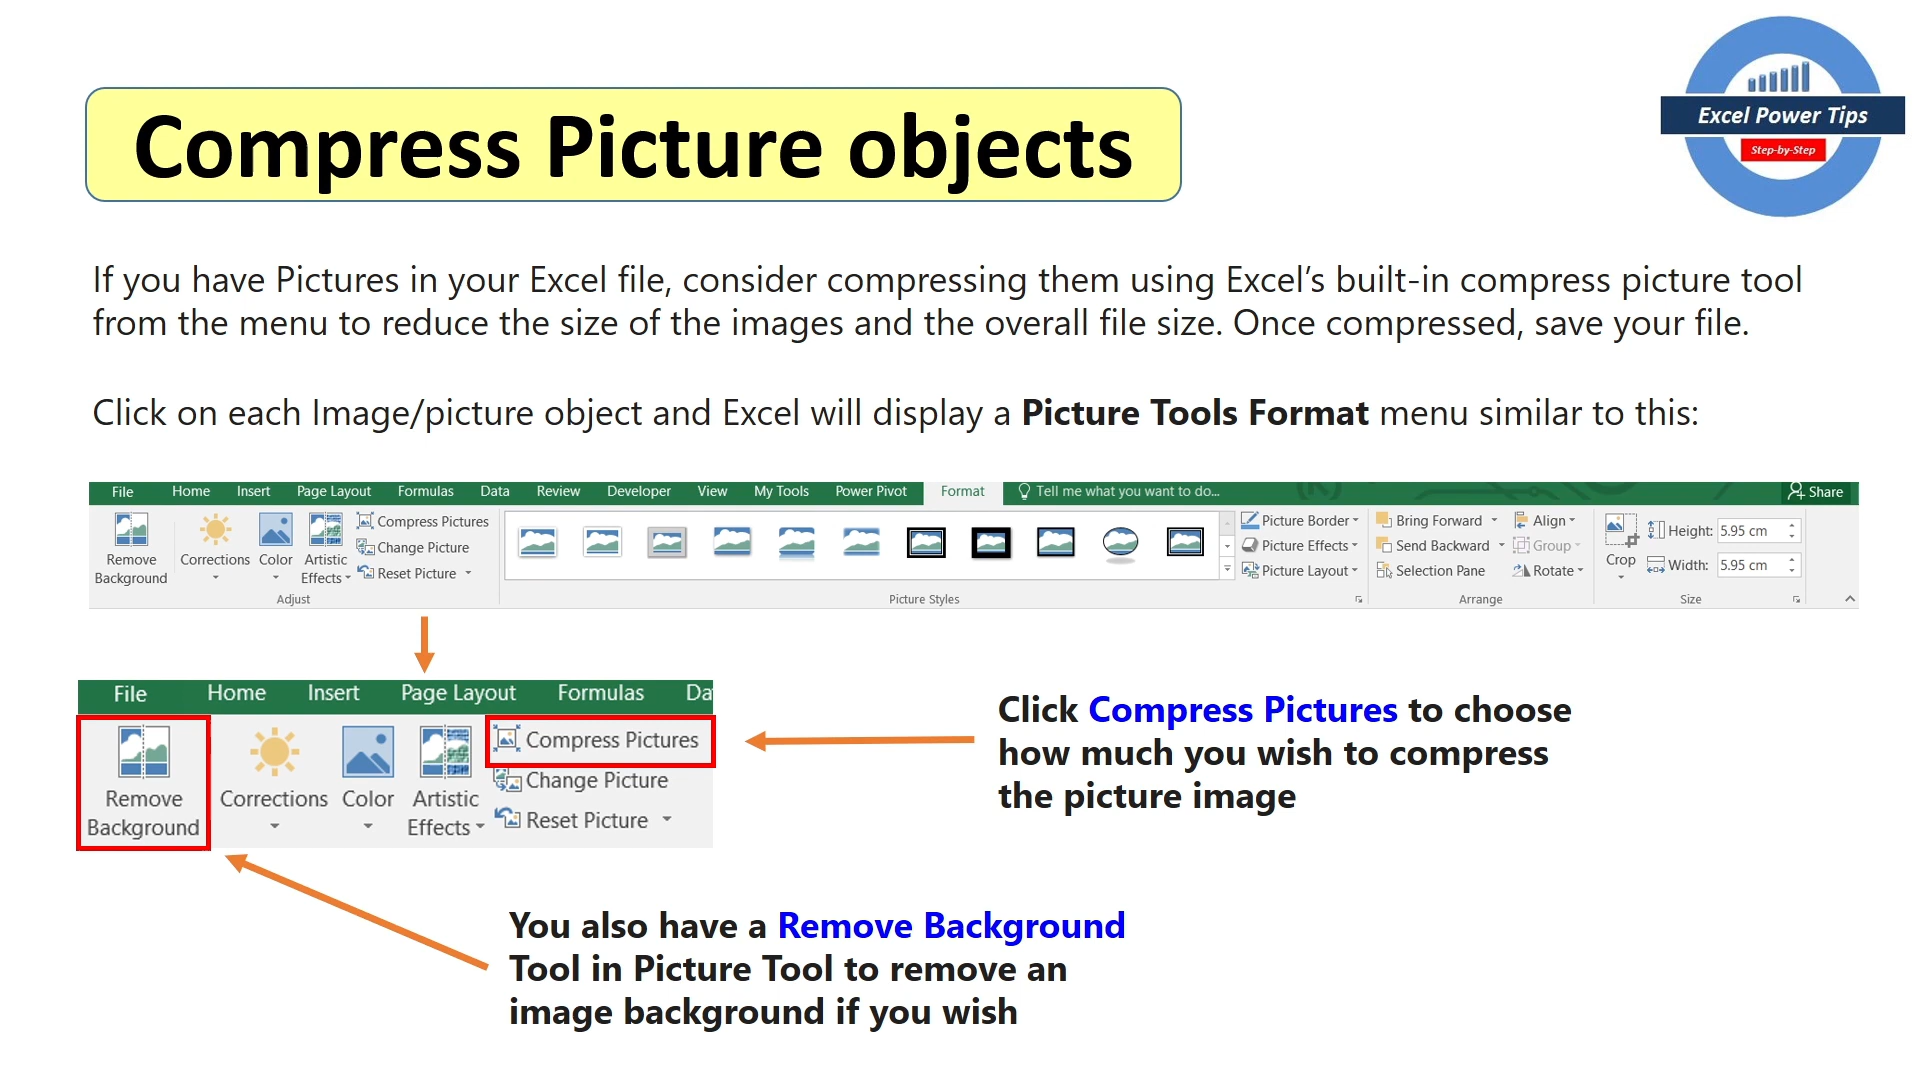 Compress Picture objects
Excel Power Tips
Step-by-Step
If you have Pictures in your Excel file, consider compressing them using Excel’s built-in compress picture tool
from the menu to reduce the size of the images and the overall file size. Once compressed, save your file.
Click on each Image/picture object and Excel will display a Picture Tools Format menu similar to this:
File Home Insert Page Layout Formulas Data Review Developer View My Tools Power Pivot Format Tell me what you want to do... Share
Remove Background
Corrections
Color
Artistic Effects
Compress Pictures
Change Picture
Reset Picture
Adjust
Picture Styles
Picture Border
Picture Effects
Picture Layout
Bring Forward
Send Backward
Selection Pane
Align
Group
Rotate
Arrange
Crop
Height: 5.95 cm
Width: 5.95 cm
Size
File Home Insert Page Layout Formulas Da
Remove
Background
Corrections
Color
Artistic
Effects
Compress Pictures
Change Picture
Reset Picture
Click Compress Pictures to choose
how much you wish to compress
the picture image
You also have a Remove Background
Tool in Picture Tool to remove an
image background if you wish